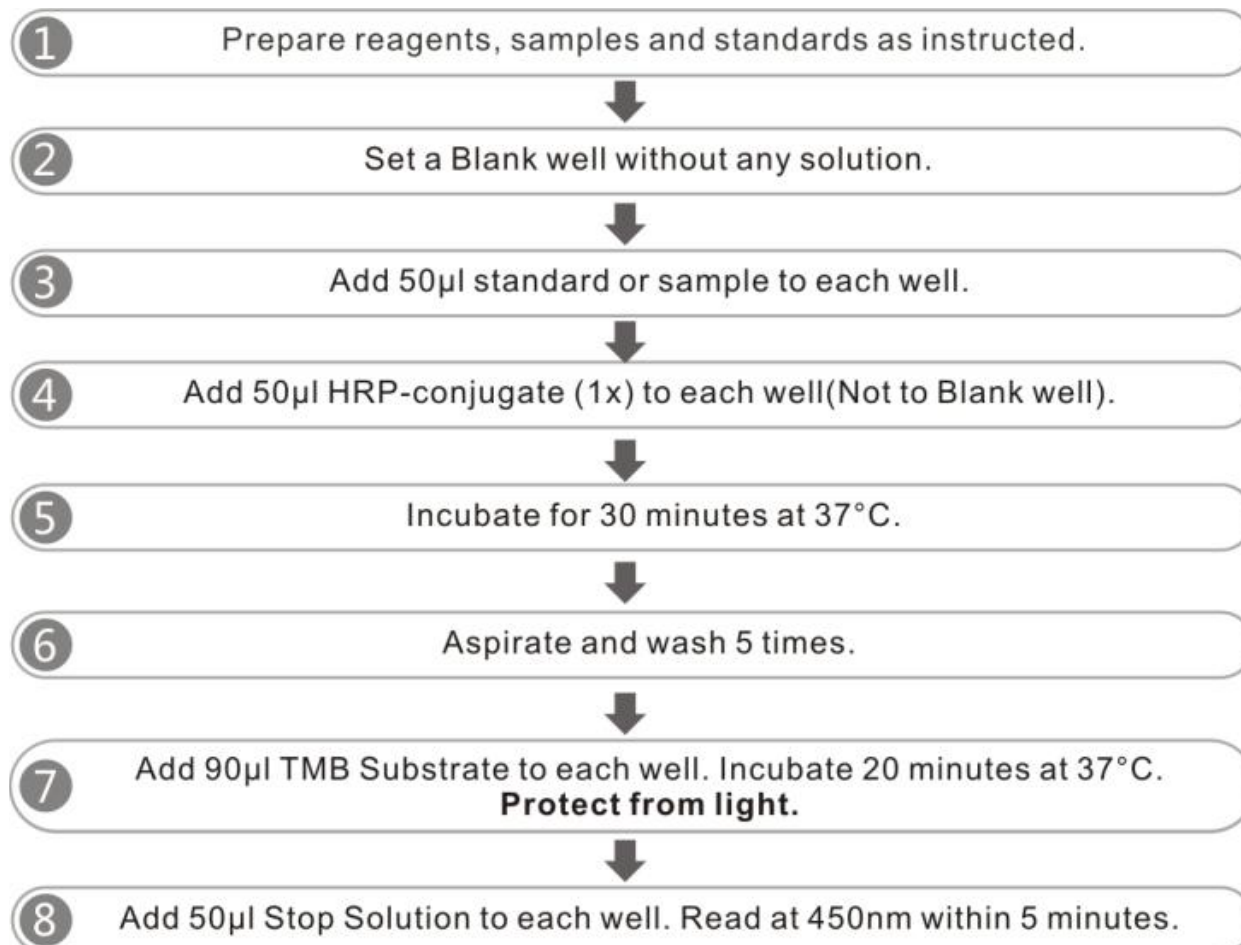 1 Prepare reagents, samples and standards as instructed.
2 Set a Blank well without any solution.
3 Add 50μl standard or sample to each well.
4 Add 50μl HRP-conjugate (1x) to each well(Not to Blank well).
5 Incubate for 30 minutes at 37°C.
6 Aspirate and wash 5 times.
7 Add 90μl TMB Substrate to each well. Incubate 20 minutes at 37°C.
Protect from light.
8 Add 50μl Stop Solution to each well. Read at 450nm within 5 minutes.